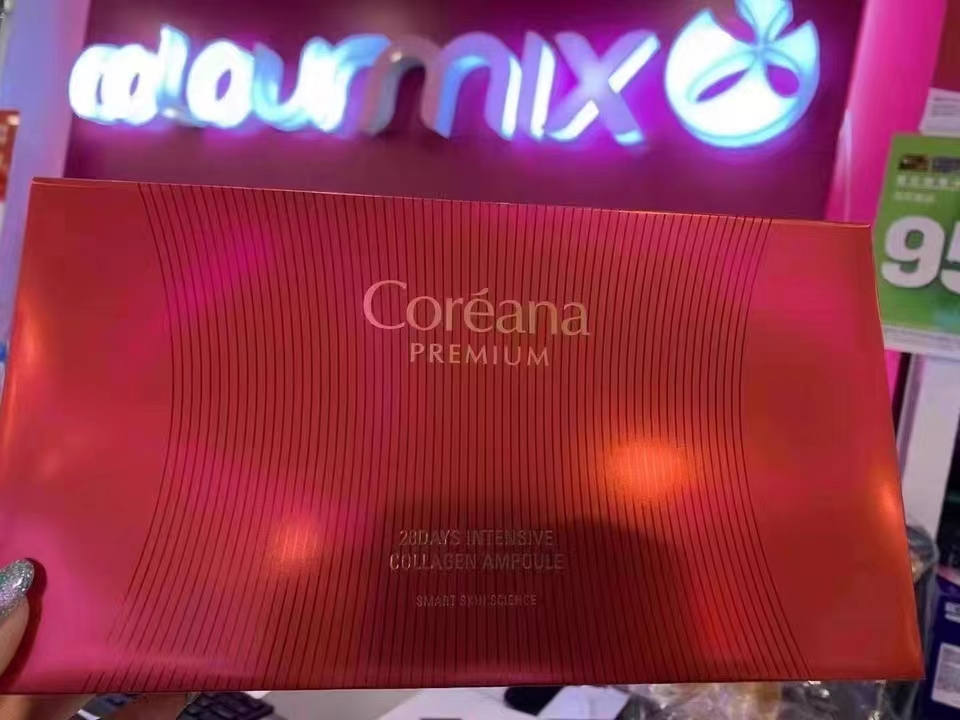 colourmix
95
Coréana
PREMIUM
28DAYS INTENSIVE
COLLAGEN AMPOULE
SMART SKIN SCIENCE